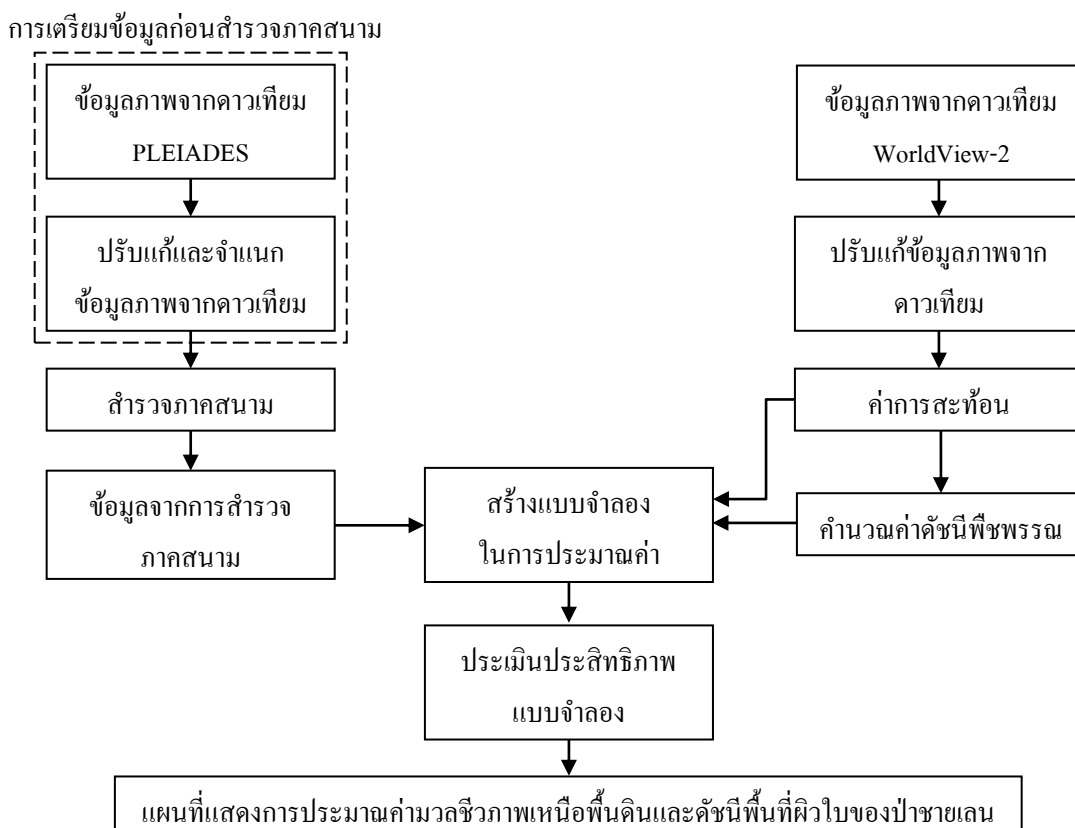 การเตรียมข้อมูลก่อนสำรวจภาคสนาม
ข้อมูลภาพจากดาวเทียม
PLEIADES
ปรับแก้และจำแนก
ข้อมูลภาพจากดาวเทียม
สำรวจภาคสนาม
ข้อมูลจากการสำรวจ
ภาคสนาม
ข้อมูลภาพจากดาวเทียม
WorldView-2
ปรับแก้ข้อมูลภาพจาก
ดาวเทียม
ค่าการสะท้อน
คำนวณค่าดัชนีพืชพรรณ
สร้างแบบจำลอง
ในการประมาณค่า
ประเมินประสิทธิภาพ
แบบจำลอง
แผนที่แสดงการประมาณค่ามวลชีวภาพเหนือพื้นดินและดัชนีพื้นที่ผิวใบของป่าชายเลน